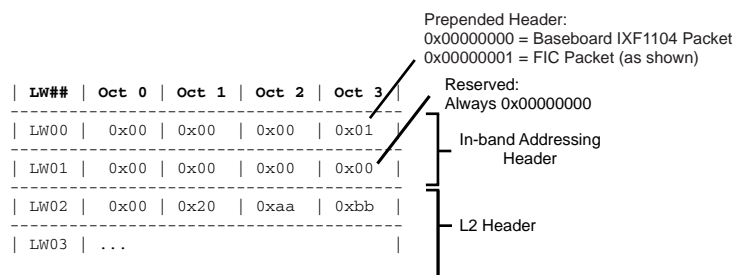 Prepended Header:
0x00000000 = Baseboard IXF1104 Packet
0x00000001 = FIC Packet (as shown)
Reserved:
Always 0x00000000
| LW## | Oct 0 | Oct 1 | Oct 2 | Oct 3 |
| LW00 | 0x00 | 0x00 | 0x00 | 0x01 |
In-band Addressing
Header
| LW01 | 0x00 | 0x00 | 0x00 | 0x00 |
| LW02 | 0x00 | 0x20 | 0xaa | 0xbb |
L2 Header
| LW03 | ... |